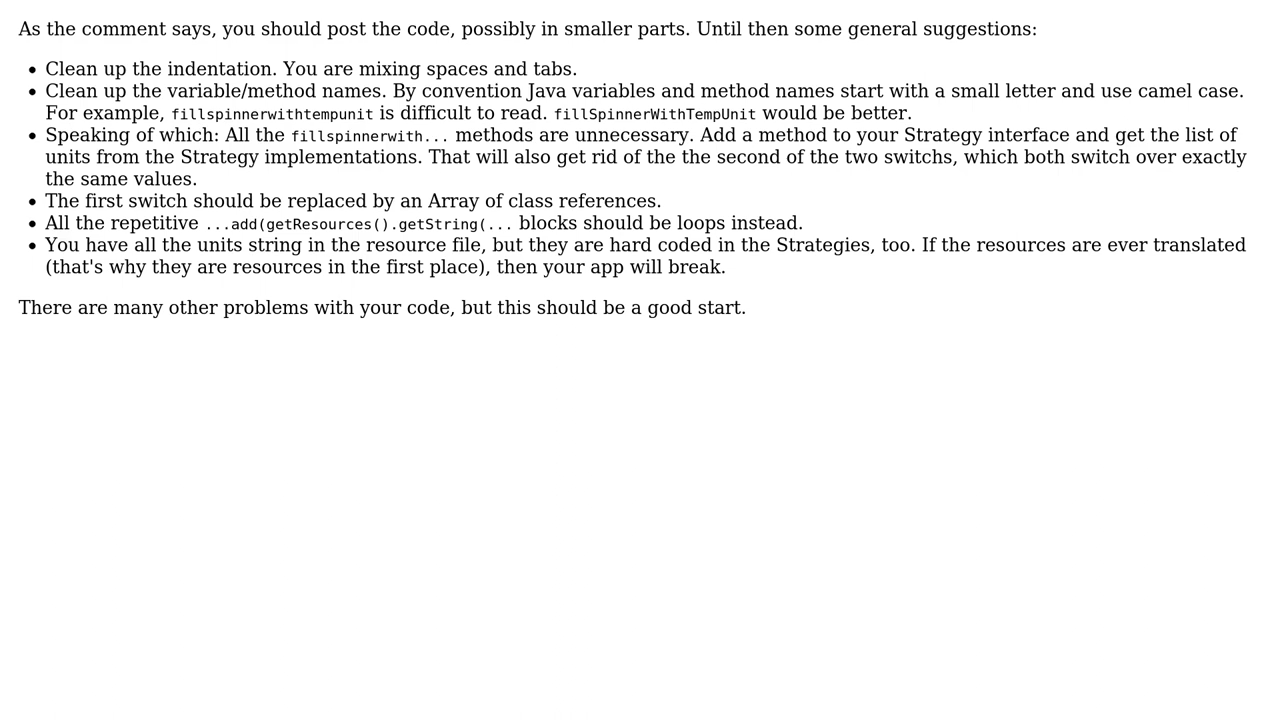 As the comment says, you should post the code, possibly in smaller parts. Until then some general suggestions:
• Clean up the indentation. You are mixing spaces and tabs.
• Clean up the variable/method names. By convention Java variables and method names start with a small letter and use camel case.
For example, fillspinnerwithtempunit is difficult to read. fillSpinnerWithTempUnit would be better.
• Speaking of which: All the fillspinnerwith... methods are unnecessary. Add a method to your Strategy interface and get the list of
units from the Strategy implementations. That will also get rid of the the second of the two switchs, which both switch over exactly
the same values.
• The first switch should be replaced by an Array of class references.
• All the repetitive ...add(getResources().getString(... blocks should be loops instead.
• You have all the units string in the resource file, but they are hard coded in the Strategies, too. If the resources are ever translated
(that's why they are resources in the first place), then your app will break.
There are many other problems with your code, but this should be a good start.